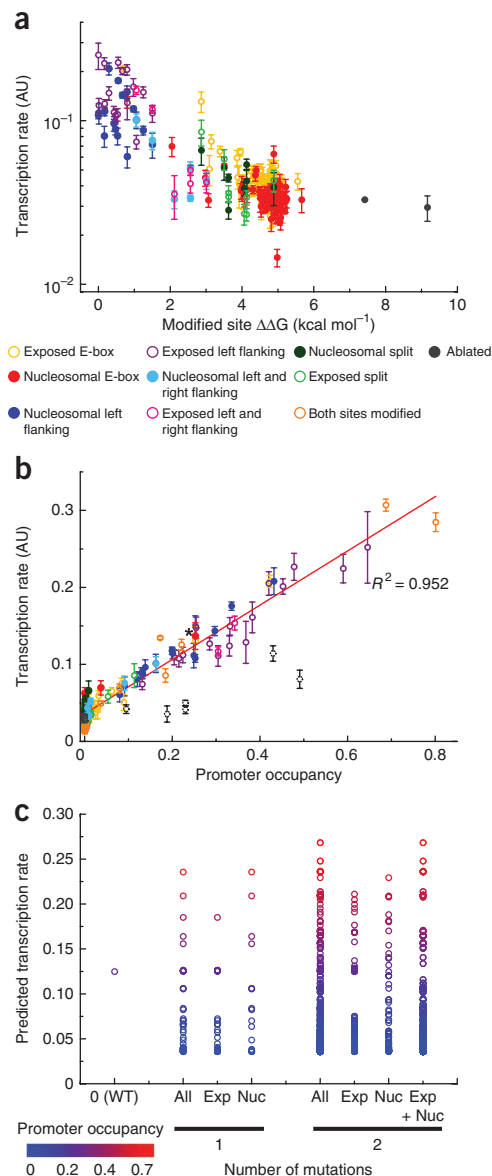 a
Transcription rate (AU)
10⁻¹
10⁻²
0 2 4 6 8 10
Modified site ΔΔG (kcal mol⁻¹)
Exposed E-box
Nucleosomal E-box
Nucleosomal left
flanking
Exposed left flanking
Nucleosomal left and
right flanking
Exposed left and
right flanking
Nucleosomal split
Exposed split
Both sites modified
Ablated
b
Transcription rate (AU)
0.3
0.2
0.1
0
R² = 0.952
*
0 0.2 0.4 0.6 0.8
Promoter occupancy
c
Predicted transcription rate
0.30
0.25
0.20
0.15
0.10
0.05
0
0 (WT) All Exp Nuc All Exp Nuc Exp
+ Nuc
1 2
Number of mutations
Promoter occupancy
0 0.2 0.4 0.7